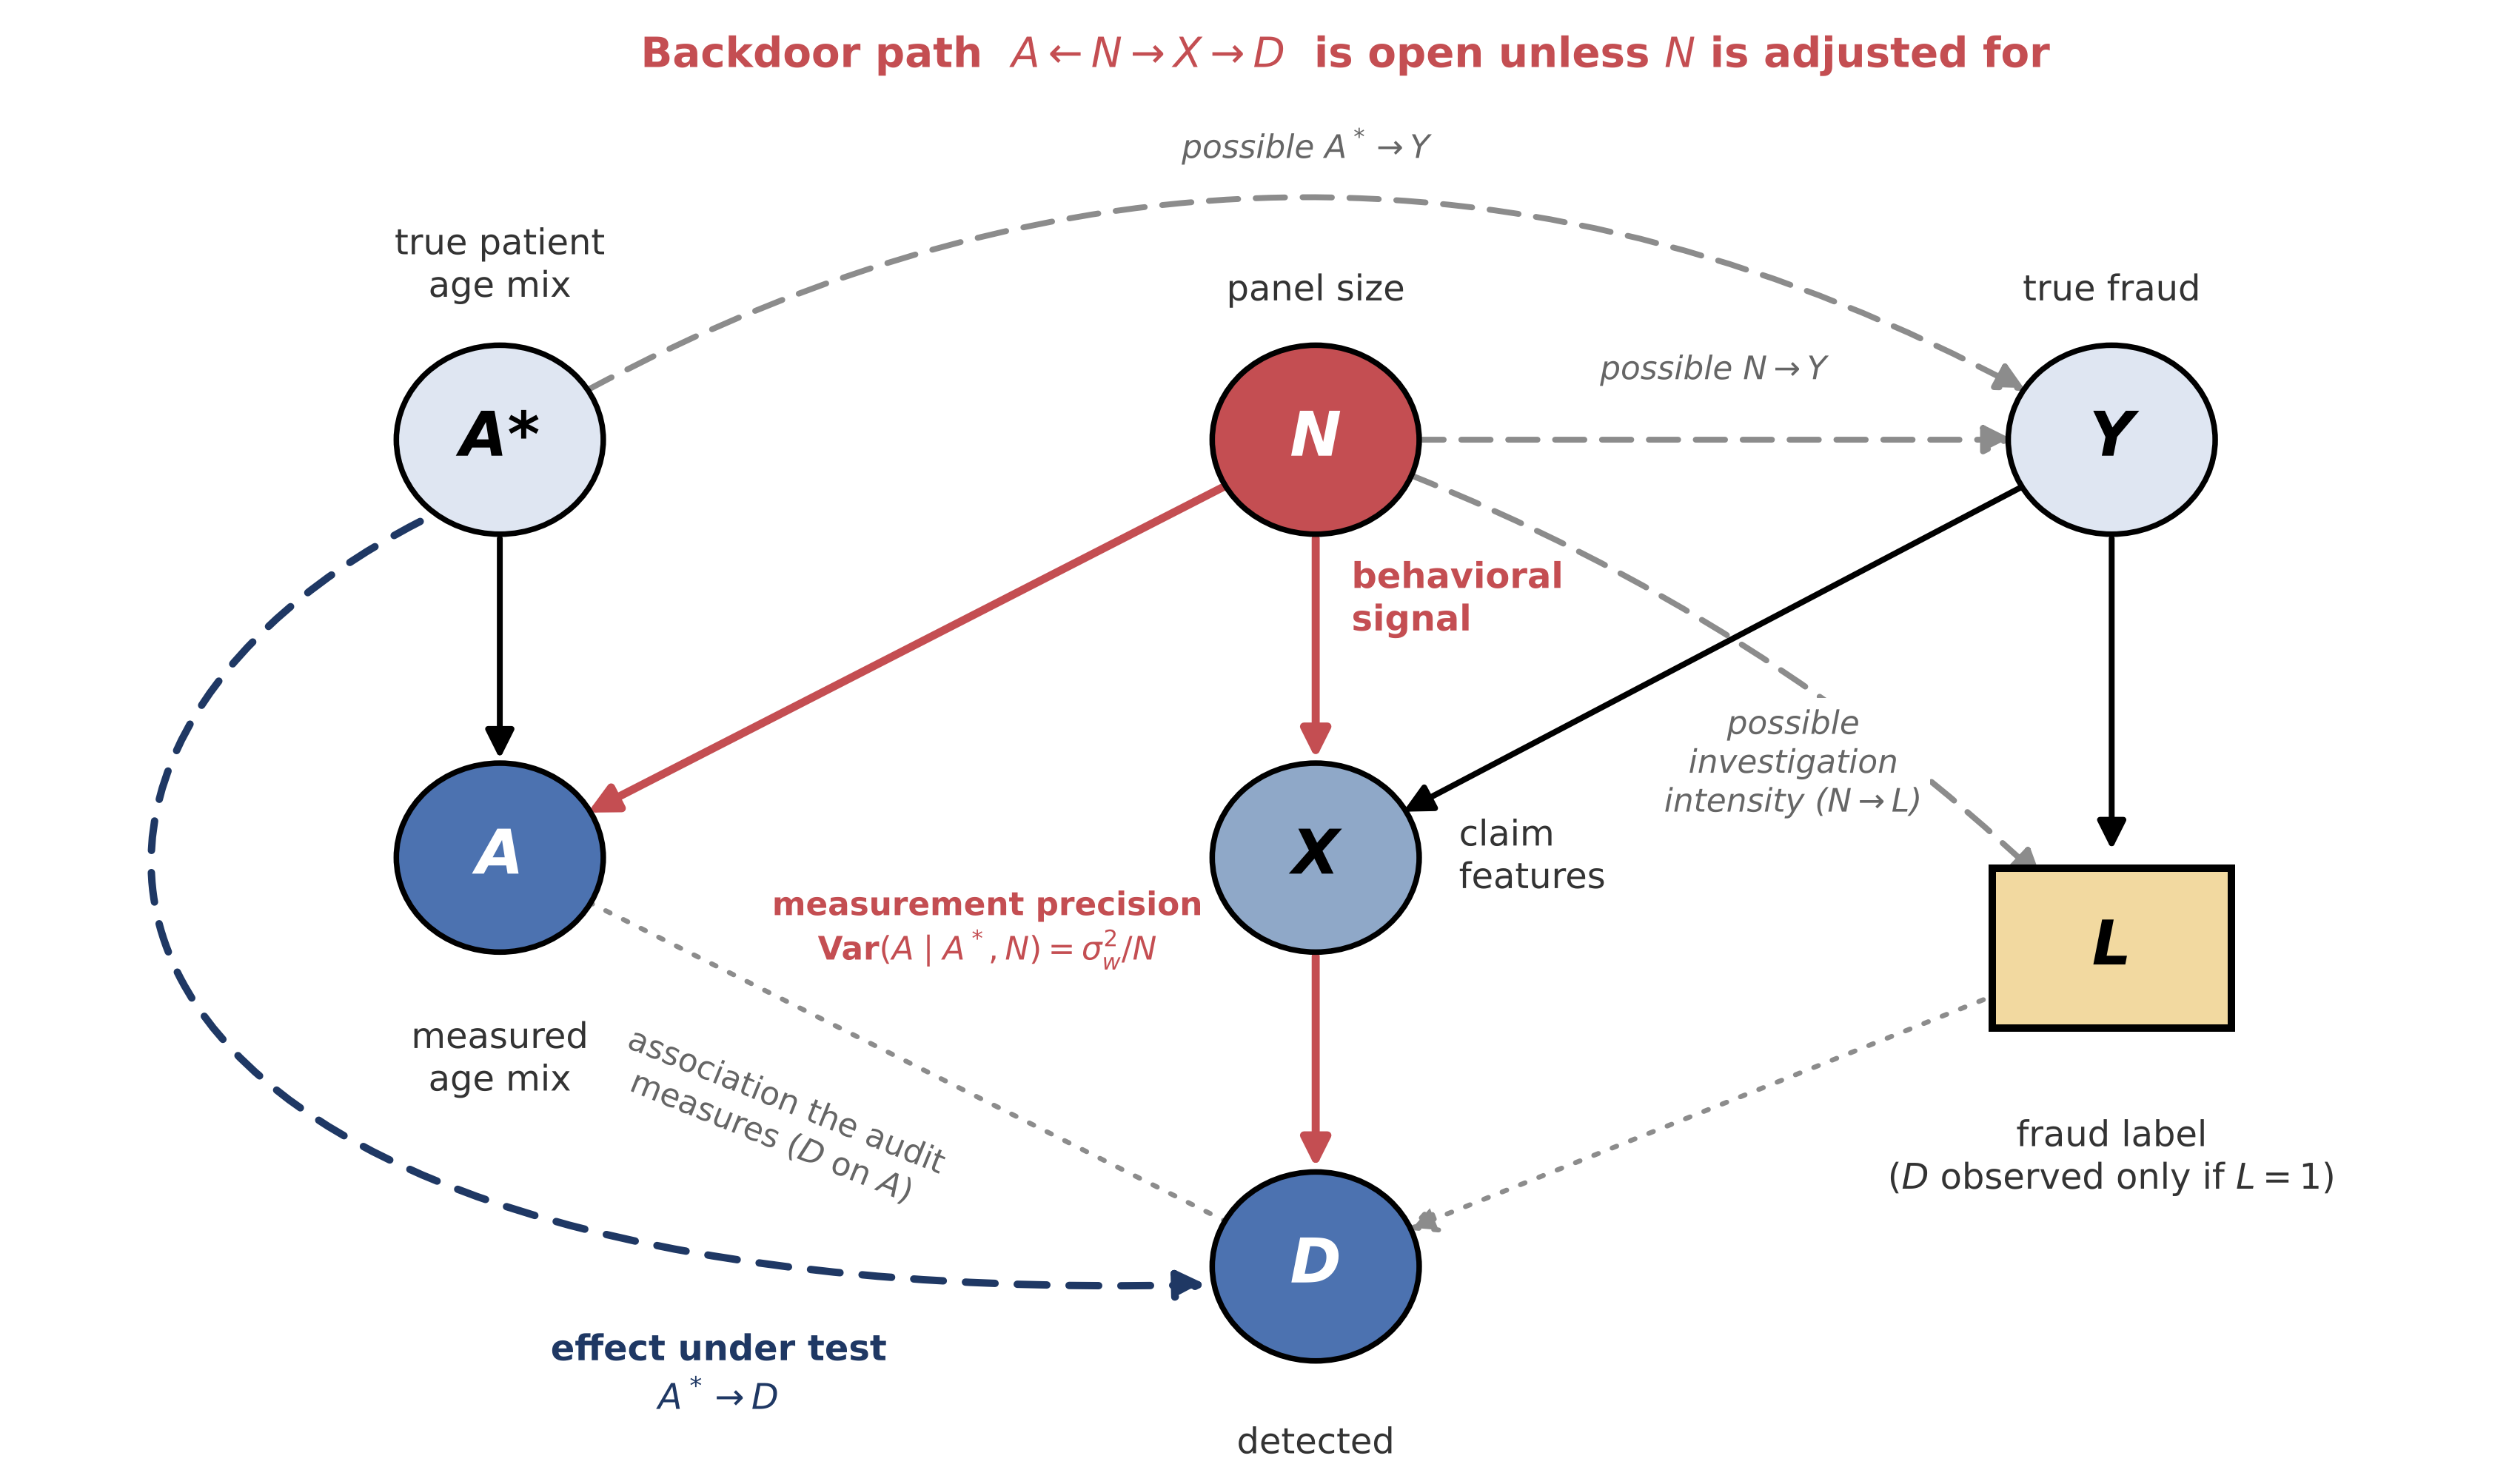 Backdoor path A ← N → X → D is open unless N is adjusted for
possible A* → Y
true patient
age mix
panel size
true fraud
possible N → Y
A*
N
Y
behavioral
signal
possible
investigation
intensity (N → L)
A
X
claim
features
measurement precision
Var(A | A*, N) = σ²_w/N
L
measured
age mix
association the audit
measures (D on A)
fraud label
(D observed only if L = 1)
D
effect under test
A* → D
detected